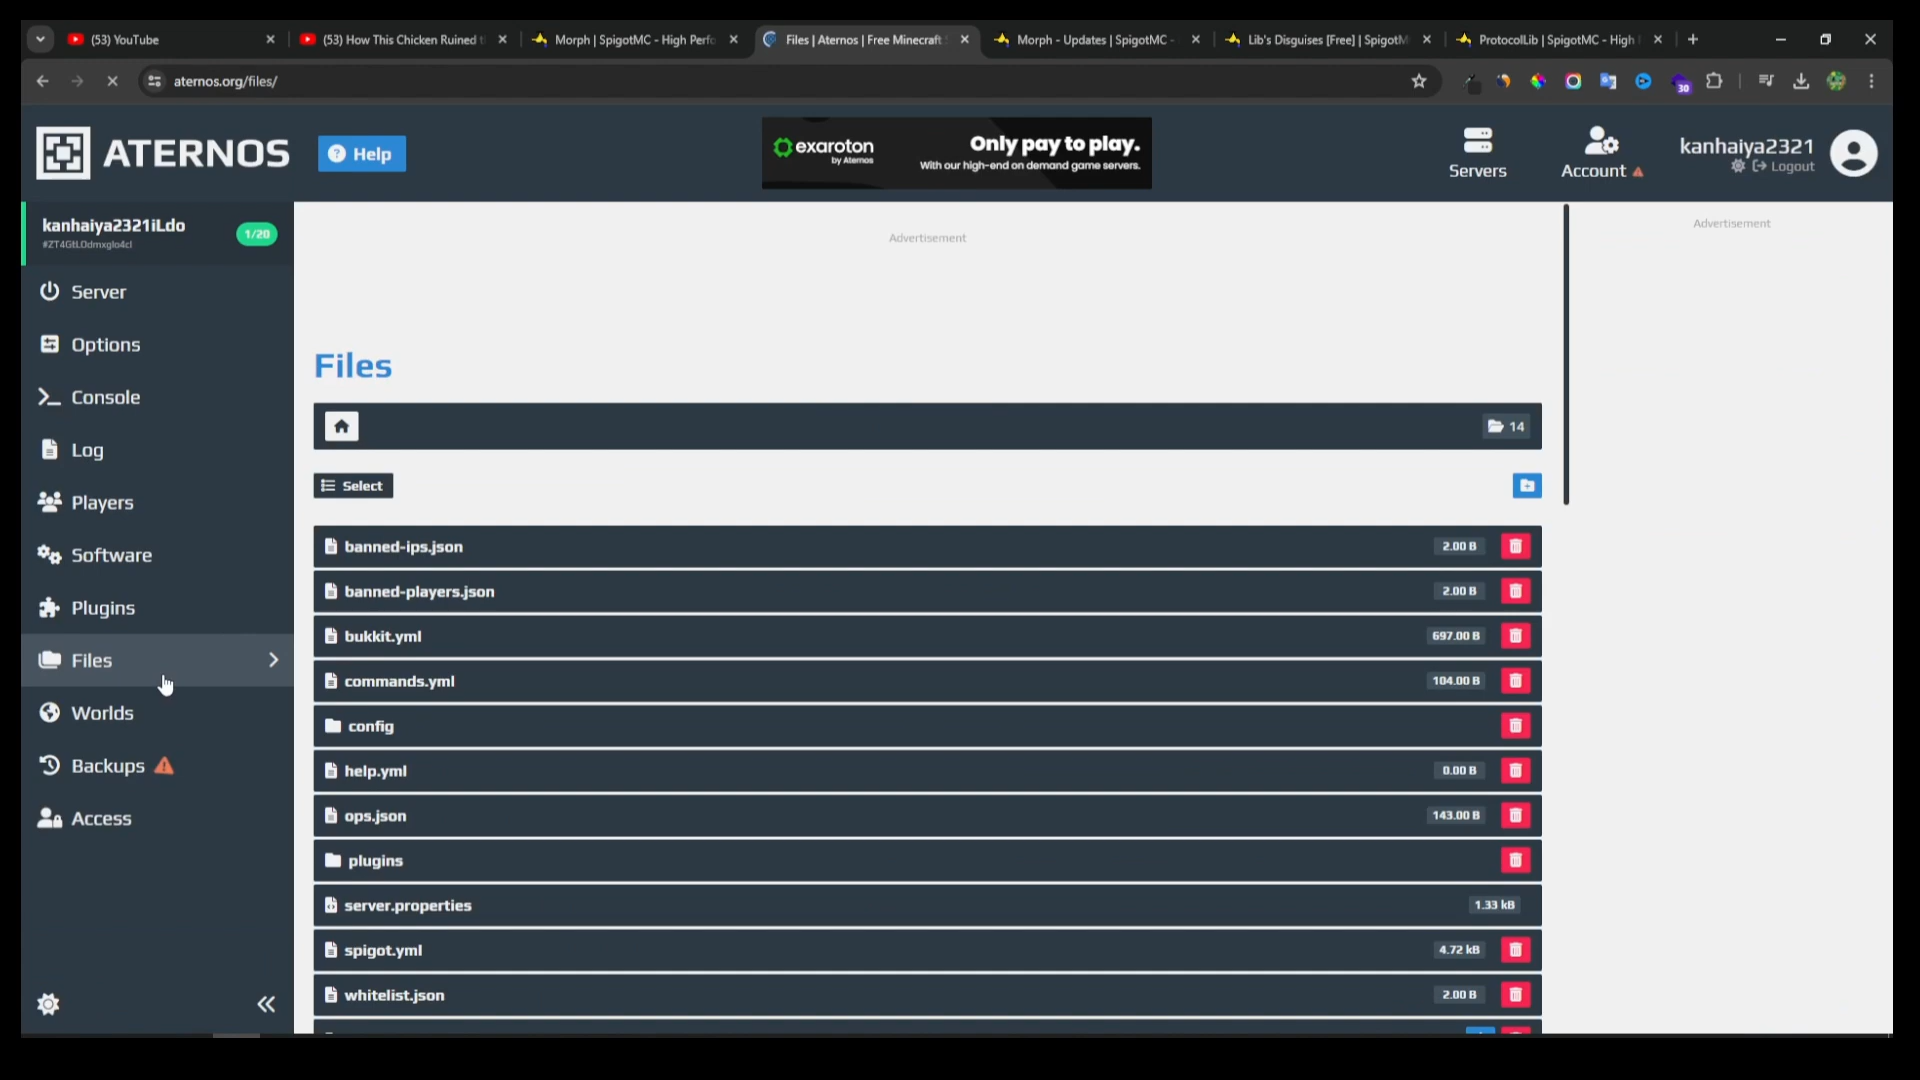 (53) YouTube
(53) How This Chicken Ruined t
Morph | SpigotMC - High Perfo
Files | Aternos | Free Minecraft
Morph - Updates | SpigotMC -
Lib's Disguises [Free] | SpigotM
ProtocolLib | SpigotMC - High
aternos.org/files/
30
ATERNOS
Help
exaroton
by Aternos
Only pay to play.
With our high-end on demand game servers.
Servers
Account
kanhaiya2321
Logout
kanhaiya2321iLdo
1/20
Server
Options
Console
Log
Players
Software
Plugins
Files
Worlds
Backups
Access
Advertisement
Advertisement
Files
14
Select
banned-ips.json 2.00 B
banned-players.json 2.00 B
bukkit.yml 697.00 B
commands.yml 104.00 B
config
help.yml 0.00 B
ops.json 143.00 B
plugins
server.properties 1.33 kB
spigot.yml 4.72 kB
whitelist.json 2.00 B